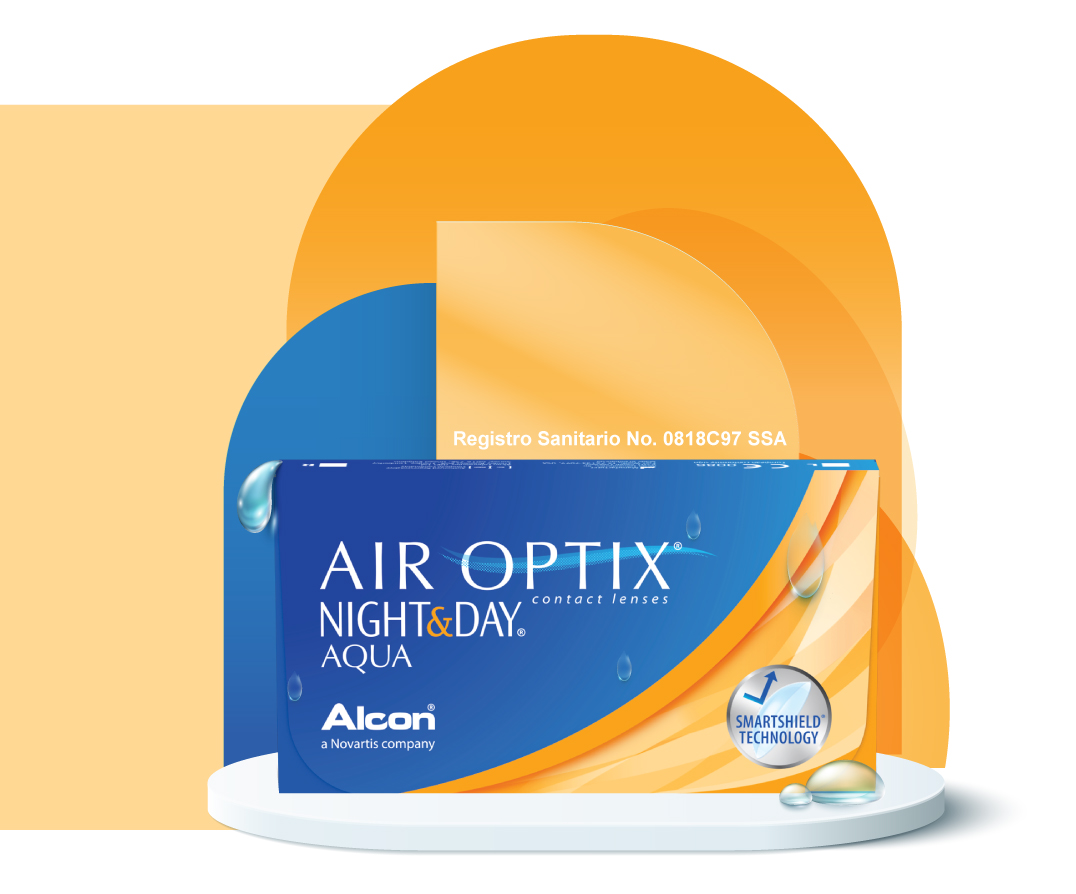 Registro Sanitario No. 0818C97 SSA
AIR OPTIX®
contact lenses
NIGHT&DAY®
AQUA
Alcon®
a Novartis company
SMARTSHIELD®
TECHNOLOGY